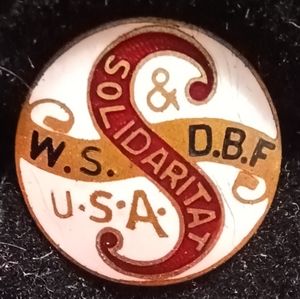 &
SOLIDARITAT
W.S. D.B.F
U.S.A.